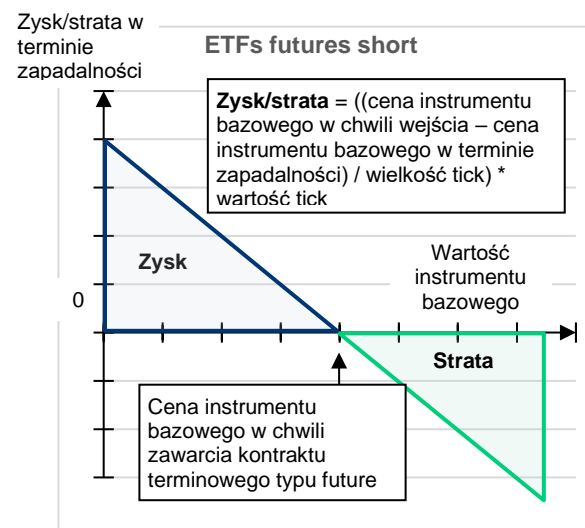 Zysk/strata w
terminie
zapadalności
ETFs futures short
Zysk/strata = ((cena instrumentu
bazowego w chwili wejścia – cena
instrumentu bazowego w terminie
zapadalności) / wielkość tick) *
wartość tick
Zysk
Wartość
instrumentu
bazowego
0
Strata
Cena instrumentu
bazowego w chwili
zawarcia kontraktu
terminowego typu future